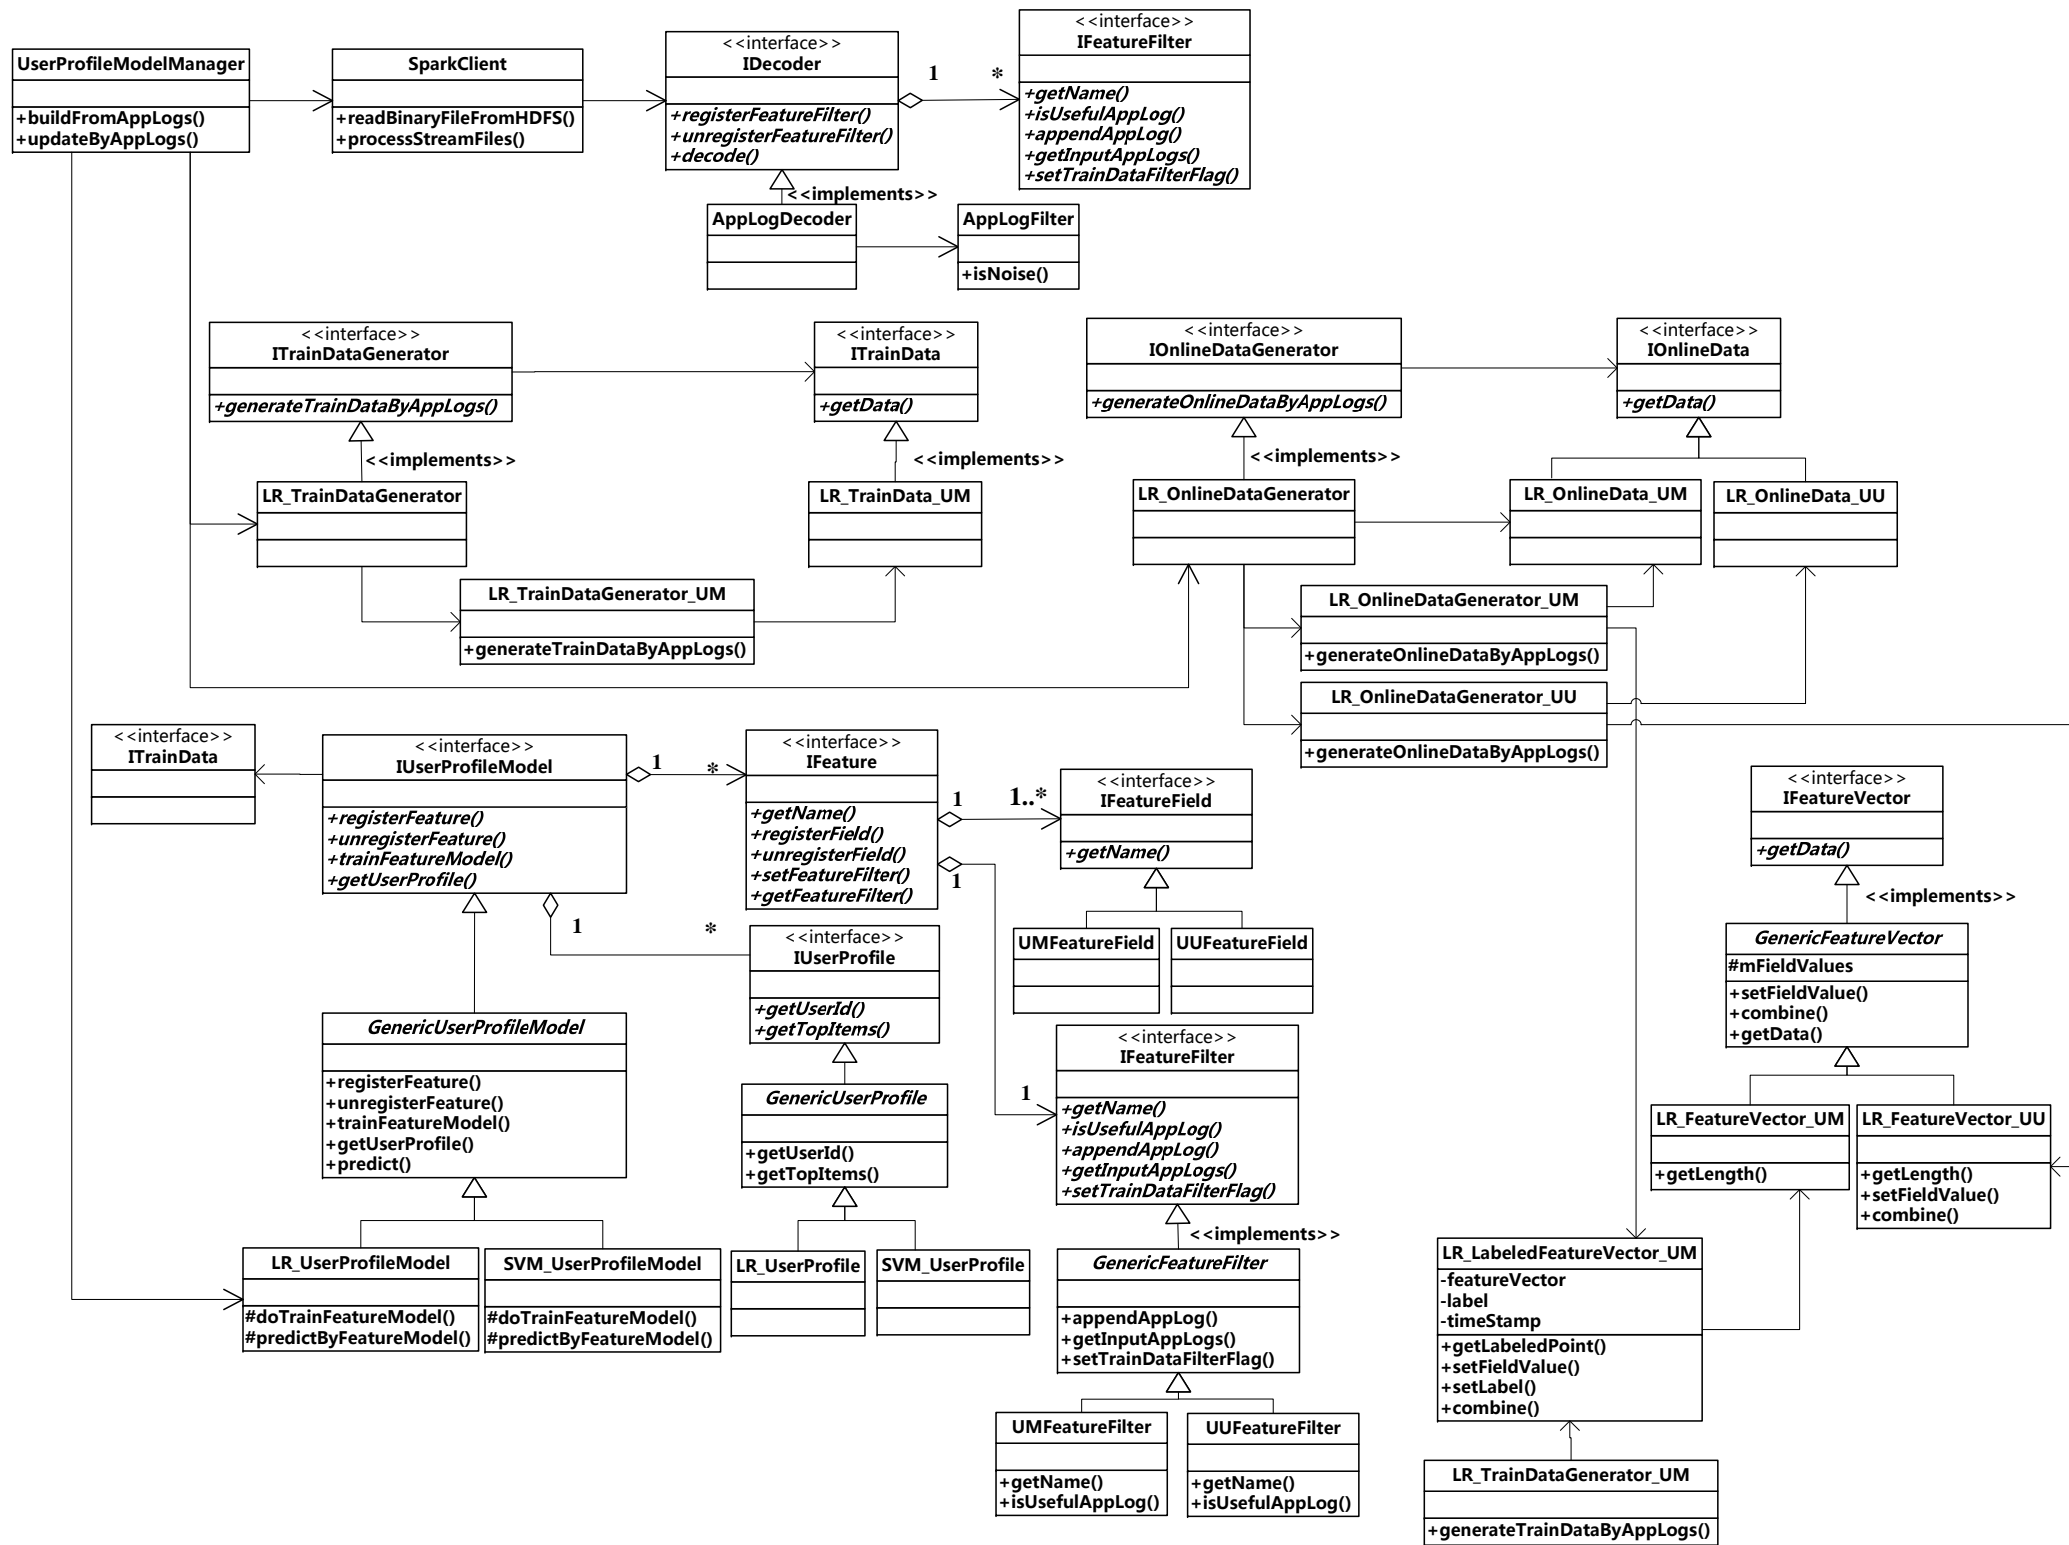 UserProfileModelManager
+buildFromAppLogs()
+updateByAppLogs()
SparkClient
+readBinaryFileFromHDFS()
+processStreamFiles()
<<interface>>
IDecoder
+registerFeatureFilter()
+unregisterFeatureFilter()
+decode()
1
*
<<interface>>
IFeatureFilter
+getName()
+isUsefulAppLog()
+appendAppLog()
+getInputAppLogs()
+setTrainDataFilterFlag()
<<implements>>
AppLogDecoder
AppLogFilter
+isNoise()
<<interface>>
ITrainDataGenerator
+generateTrainDataByAppLogs()
<<interface>>
ITrainData
+getData()
<<interface>>
IOnlineDataGenerator
+generateOnlineDataByAppLogs()
<<interface>>
IOnlineData
+getData()
<<implements>>
<<implements>>
<<implements>>
LR_TrainDataGenerator
LR_TrainData_UM
LR_OnlineDataGenerator
LR_OnlineData_UM
LR_OnlineData_UU
LR_TrainDataGenerator_UM
+generateTrainDataByAppLogs()
LR_OnlineDataGenerator_UM
+generateOnlineDataByAppLogs()
LR_OnlineDataGenerator_UU
+generateOnlineDataByAppLogs()
<<interface>>
ITrainData
<<interface>>
IUserProfileModel
+registerFeature()
+unregisterFeature()
+trainFeatureModel()
+getUserProfile()
1
*
<<interface>>
IFeature
+getName()
+registerField()
+unregisterField()
+setFeatureFilter()
+getFeatureFilter()
1
1..*
1
<<interface>>
IFeatureField
+getName()
<<interface>>
IFeatureVector
+getData()
<<implements>>
1
*
<<interface>>
IUserProfile
+getUserId()
+getTopItems()
UMFeatureField
UUFeatureField
GenericFeatureVector
#mFieldValues
+setFieldValue()
+combine()
+getData()
GenericUserProfileModel
+registerFeature()
+unregisterFeature()
+trainFeatureModel()
+getUserProfile()
+predict()
GenericUserProfile
+getUserId()
+getTopItems()
1
<<interface>>
IFeatureFilter
+getName()
+isUsefulAppLog()
+appendAppLog()
+getInputAppLogs()
+setTrainDataFilterFlag()
LR_FeatureVector_UM
+getLength()
LR_FeatureVector_UU
+getLength()
+setFieldValue()
+combine()
<<implements>>
LR_UserProfileModel
#doTrainFeatureModel()
#predictByFeatureModel()
SVM_UserProfileModel
#doTrainFeatureModel()
#predictByFeatureModel()
LR_UserProfile
SVM_UserProfile
GenericFeatureFilter
+appendAppLog()
+getInputAppLogs()
+setTrainDataFilterFlag()
LR_LabeledFeatureVector_UM
-featureVector
-label
-timeStamp
+getLabeledPoint()
+setFieldValue()
+setLabel()
+combine()
UMFeatureFilter
+getName()
+isUsefulAppLog()
UUFeatureFilter
+getName()
+isUsefulAppLog()
LR_TrainDataGenerator_UM
+generateTrainDataByAppLogs()